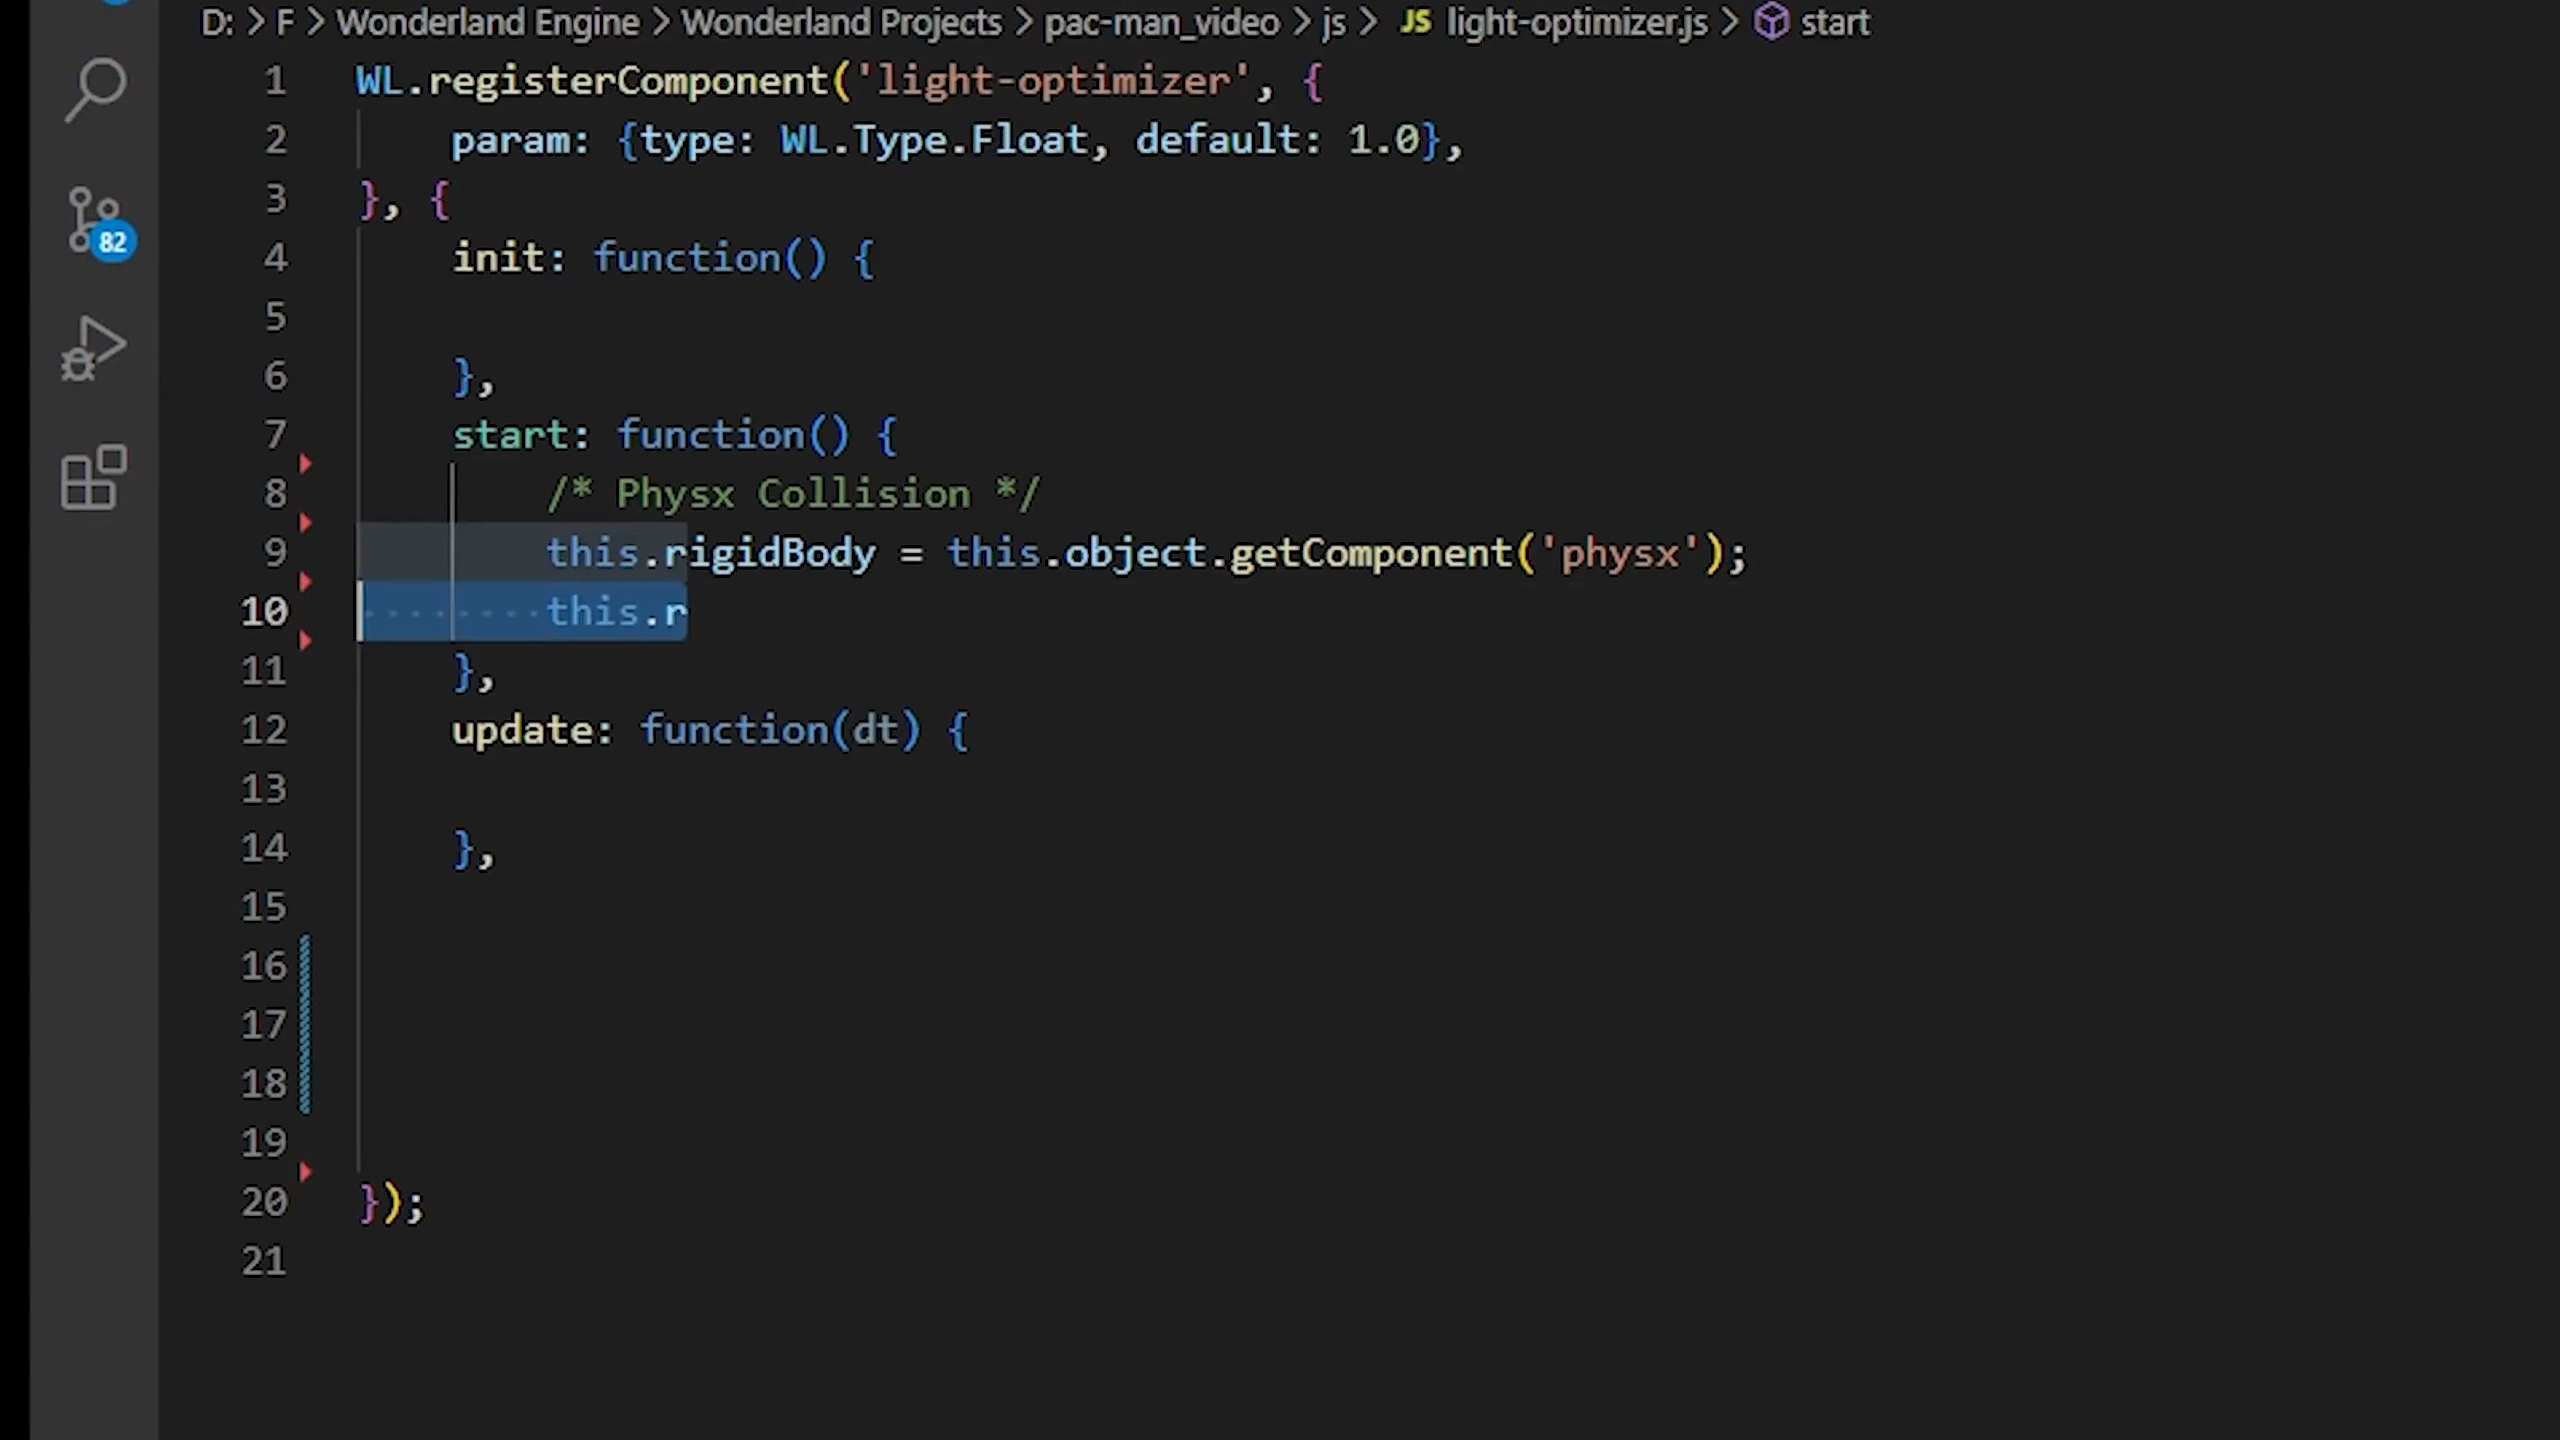 D: > F > Wonderland Engine > Wonderland Projects > pac-man_video > js > JS light-optimizer.js > start
1 WL.registerComponent('light-optimizer', {
2 param: {type: WL.Type.Float, default: 1.0},
3 }, {
4 init: function() {
5
6 },
7 start: function() {
8 /* Physx Collision */
9 this.rigidBody = this.object.getComponent('physx');
10 this.r
11 },
12 update: function(dt) {
13
14 },
15
16
17
18
19
20 });
21
82